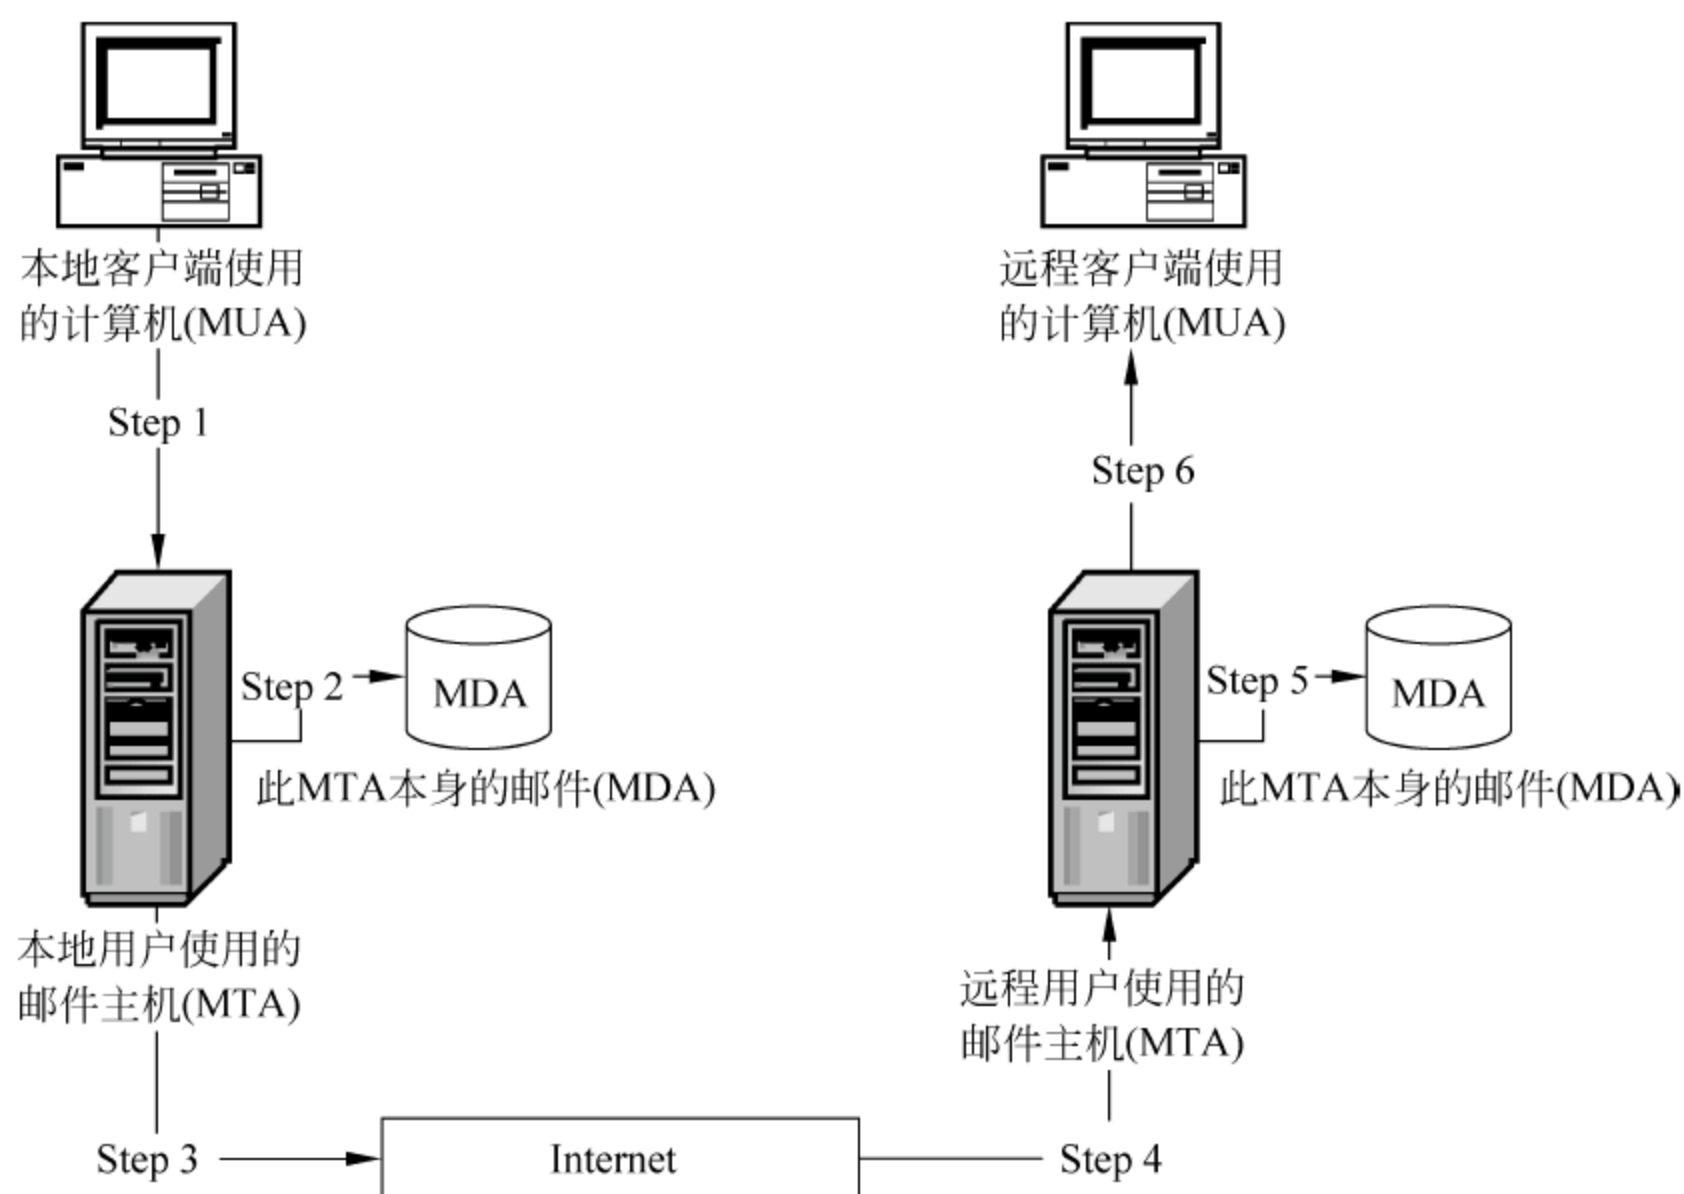 本地客户端使用
的计算机(MUA)
远程客户端使用
的计算机(MUA)
Step 1
Step 6
Step 2
MDA
Step 5
MDA
此MTA本身的邮件(MDA)
此MTA本身的邮件(MDA)
本地用户使用的
邮件主机(MTA)
远程用户使用的
邮件主机(MTA)
Step 3
Internet
Step 4